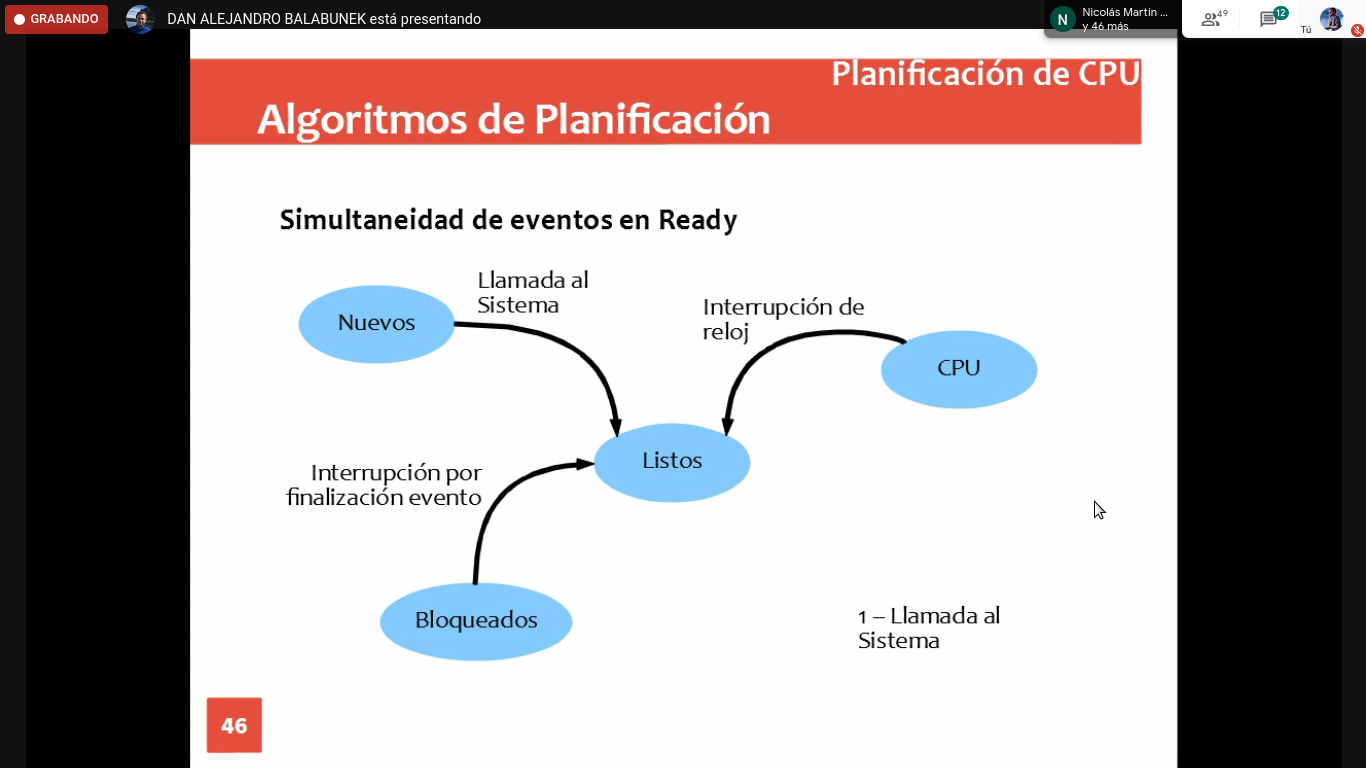 GRABANDO
DAN ALEJANDRO BALABUNEK está presentando
N
Nicolás Martín ...
y 46 más
49
12
Tú
Planificación de CPU
Algoritmos de Planificación
Simultaneidad de eventos en Ready
Llamada al
Sistema
Nuevos
Interrupción de
reloj
CPU
Listos
Interrupción por
finalización evento
Bloqueados
1 – Llamada al
Sistema
46